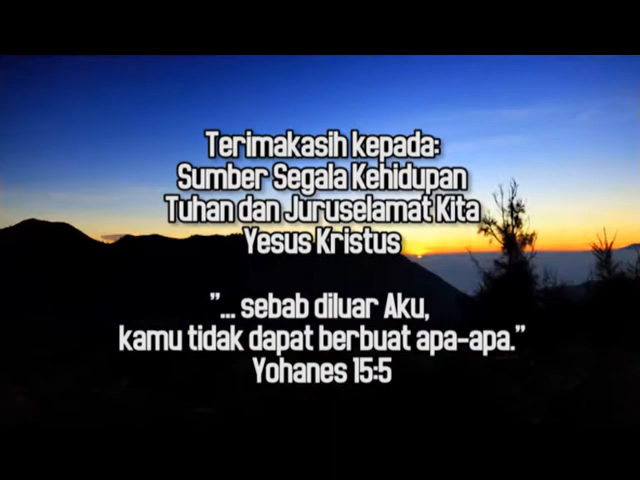 Terimakasih kepada:
Sumber Segala Kehidupan
Tuhan dan Juruselamat Kita
Yesus Kristus
"... sebab diluar Aku,
kamu tidak dapat berbuat apa-apa."
Yohanes 15:5